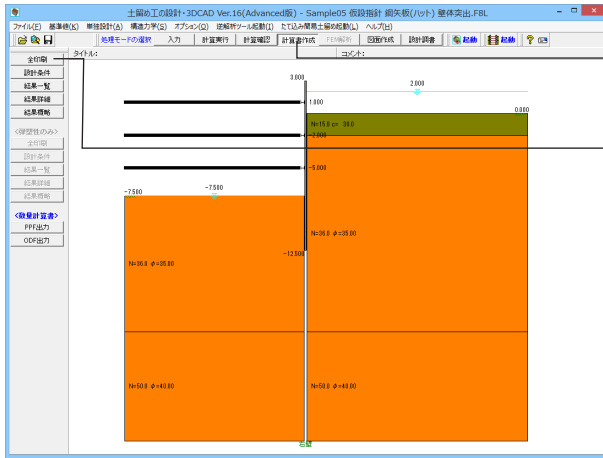 土留め工の設計・3DCAD Ver.16(Advanced版) - Sample05 仮設指針 鋼矢板(ハット) 壁体突出.F8L
ファイル(F) 基準値(K) 単独設計(A) 構造力学(S) オプション(O) 逆解析ツール起動(I) たて込み簡易土留め起動(L) ヘルプ(H)
処理モードの選択 入力 計算実行 計算確認 計算書作成 FEM解析 図面作成 設計調書 起動 起動
タイトル: コメント:
全印刷
設計条件
結果一覧
結果詳細
結果概略
<弾塑性のみ>
全印刷
設計条件
結果一覧
結果詳細
結果概略
<数量計算書>
PPF出力
ODF出力
3.000
2.000
1.000
0.000
N=15.0 c= 30.0
-2.000
-5.000
-7.500
-7.500
N=36.0 φ=35.00
-12.500
N=36.0 φ=35.00
N=50.0 φ=40.00
N=50.0 φ=40.00
右壁